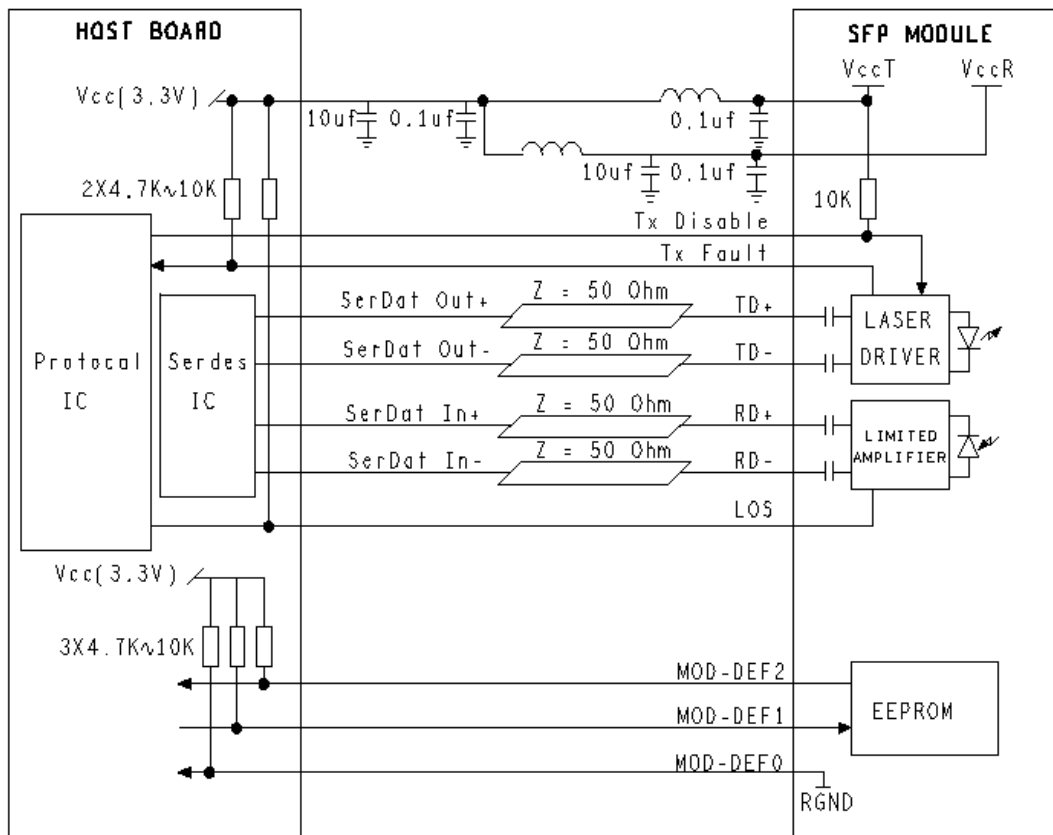 HOST BOARD
SFP MODULE
VccT
VccR
Vcc(3.3V)
10uf
0.1uf
0.1uf
10uf
0.1uf
2X4.7K∿10K
10K
Tx Disable
Tx Fault
SerDat Out+
Z = 50 Ohm
TD+
SerDat Out-
Z = 50 Ohm
TD-
LASER
DRIVER
Protocal
IC
Serdes
IC
SerDat In+
Z = 50 Ohm
RD+
SerDat In-
Z = 50 Ohm
RD-
LIMITED
AMPLIFIER
LOS
Vcc(3.3V)
3X4.7K∿10K
MOD-DEF2
MOD-DEF1
MOD-DEF0
EEPROM
RGND